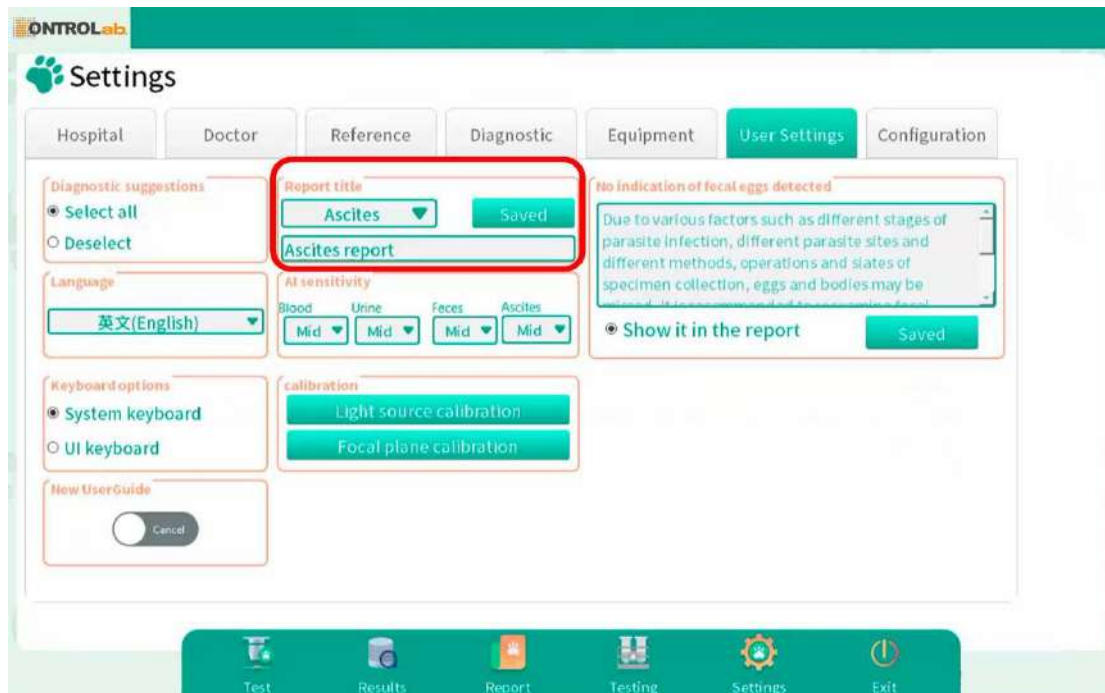 CONTROLab.
Settings
Hospital
Doctor
Reference
Diagnostic
Equipment
User Settings
Configuration
Diagnostic suggestions
Select all
Deselect
Report title
Ascites
Saved
Ascites report
No indication of fecal eggs detected
Due to various factors such as different stages of
parasite infection, different parasite sites and
different methods, operations and slates of
specimen collection, eggs and bodies may be
Show it in the report
Saved
Language
英文(English)
AI sensitivity
Blood Urine Feces Ascites
Mid Mid Mid Mid
Keyboard options
System keyboard
UI keyboard
calibration
Light source calibration
Focal plane calibration
New UserGuide
Cancel
Test
Results
Report
Testing
Settings
Exit